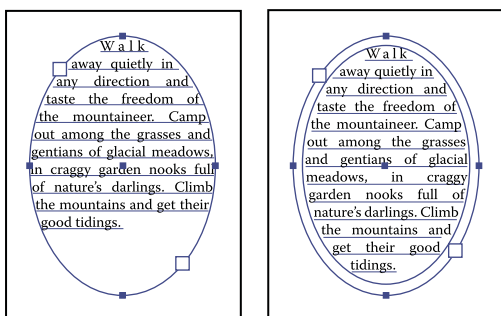 Walk
away quietly in
any direction and
taste the freedom of
the mountaineer. Camp
out among the grasses and
gentians of glacial meadows,
in craggy garden nooks full
of nature's darlings. Climb
the mountains and get their
good tidings.
Walk
away quietly in
any direction and
taste the freedom of
the mountaineer. Camp
out among the grasses
and gentians of glacial
meadows, in craggy
garden nooks full of
nature's darlings. Climb
the mountains and
get their good
tidings.